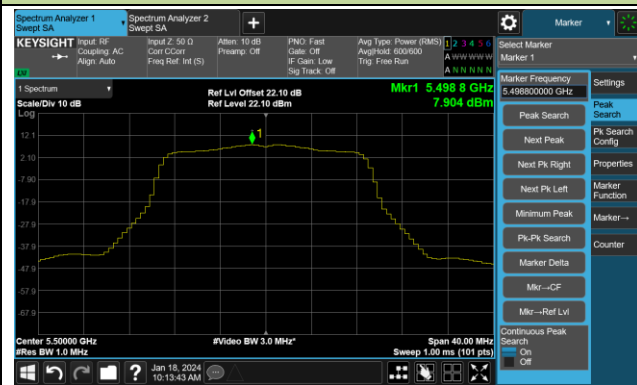 Spectrum Analyzer 1
Swept SA
Spectrum Analyzer 2
Swept SA
+
Marker
KEYSIGHT
Input: RF
Coupling: AC
Align: Auto
Input Z: 50 Ω
Corr CCorr
Freq Ref: Int (S)
Atten: 10 dB
Preamp: Off
PNO: Fast
Gate: Off
IF Gain: Low
Sig Track: Off
Avg Type: Power (RMS)
Avg|Hold: 600/600
Trig: Free Run
1 2 3 4 5 6
A W W W W W
A N N N N N
Select Marker
Marker 1
LXI
1 Spectrum
Scale/Div 10 dB
Log
Ref Lvl Offset 22.10 dB
Ref Level 22.10 dBm
Mkr1 5.498 8 GHz
7.904 dBm
1
12.1
2.10
-7.90
-17.9
-27.9
-37.9
-47.9
-57.9
-67.9
Center 5.50000 GHz
#Res BW 1.0 MHz
#Video BW 3.0 MHz*
Span 40.00 MHz
Sweep 1.00 ms (101 pts)
Marker Frequency
5.498800000 GHz
Peak Search
Next Peak
Next Pk Right
Next Pk Left
Minimum Peak
Pk-Pk Search
Marker Delta
Mkr→CF
Mkr→Ref Lvl
Continuous Peak
Search
On
Off
Settings
Peak
Search
Pk Search
Config
Properties
Marker
Function
Marker→
Counter
?
Jan 18, 2024
10:13:43 AM